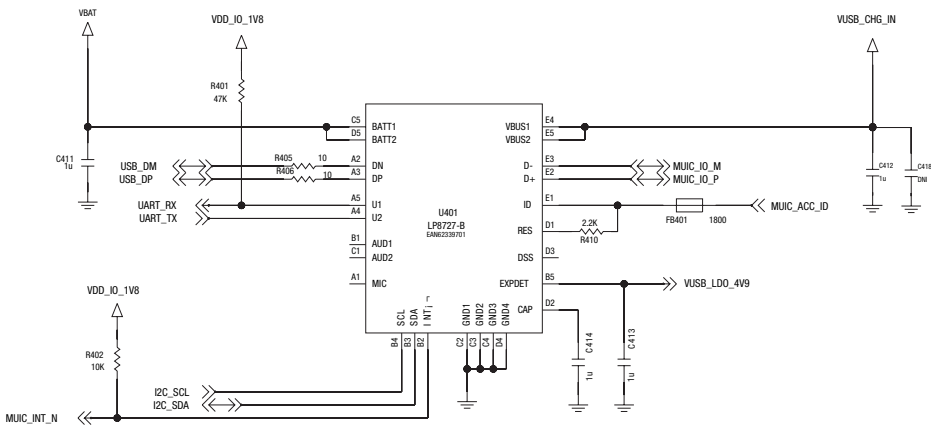 VBAT
VDD_IO_1V8
VUSB_CHG_IN
R401
47K
C5
BATT1
D5
BATT2
VBUS1
E4
VBUS2
E5
C411
1u
USB_DM
USB_DP
R405
10
R406
10
A2
DN
A3
DP
D-
E3
D+
E2
MUIC_IO_M
MUIC_IO_P
C412
1u
C418
DNI
UART_RX
UART_TX
A5
U1
A4
U2
U401
LP8727-B
EAN62339701
ID
E1
FB401
1800
MUIC_ACC_ID
RES
D1
2.2K
R410
B1
AUD1
C1
AUD2
DSS
D3
A1
MIC
EXPDET
B5
VUSB_LDO_4V9
CAP
D2
SCL
SDA
INT
GND1
GND2
GND3
GND4
B4
B3
B2
C2
C3
C4
D4
C414
1u
C413
1u
VDD_IO_1V8
R402
10K
I2C_SCL
I2C_SDA
MUIC_INT_N